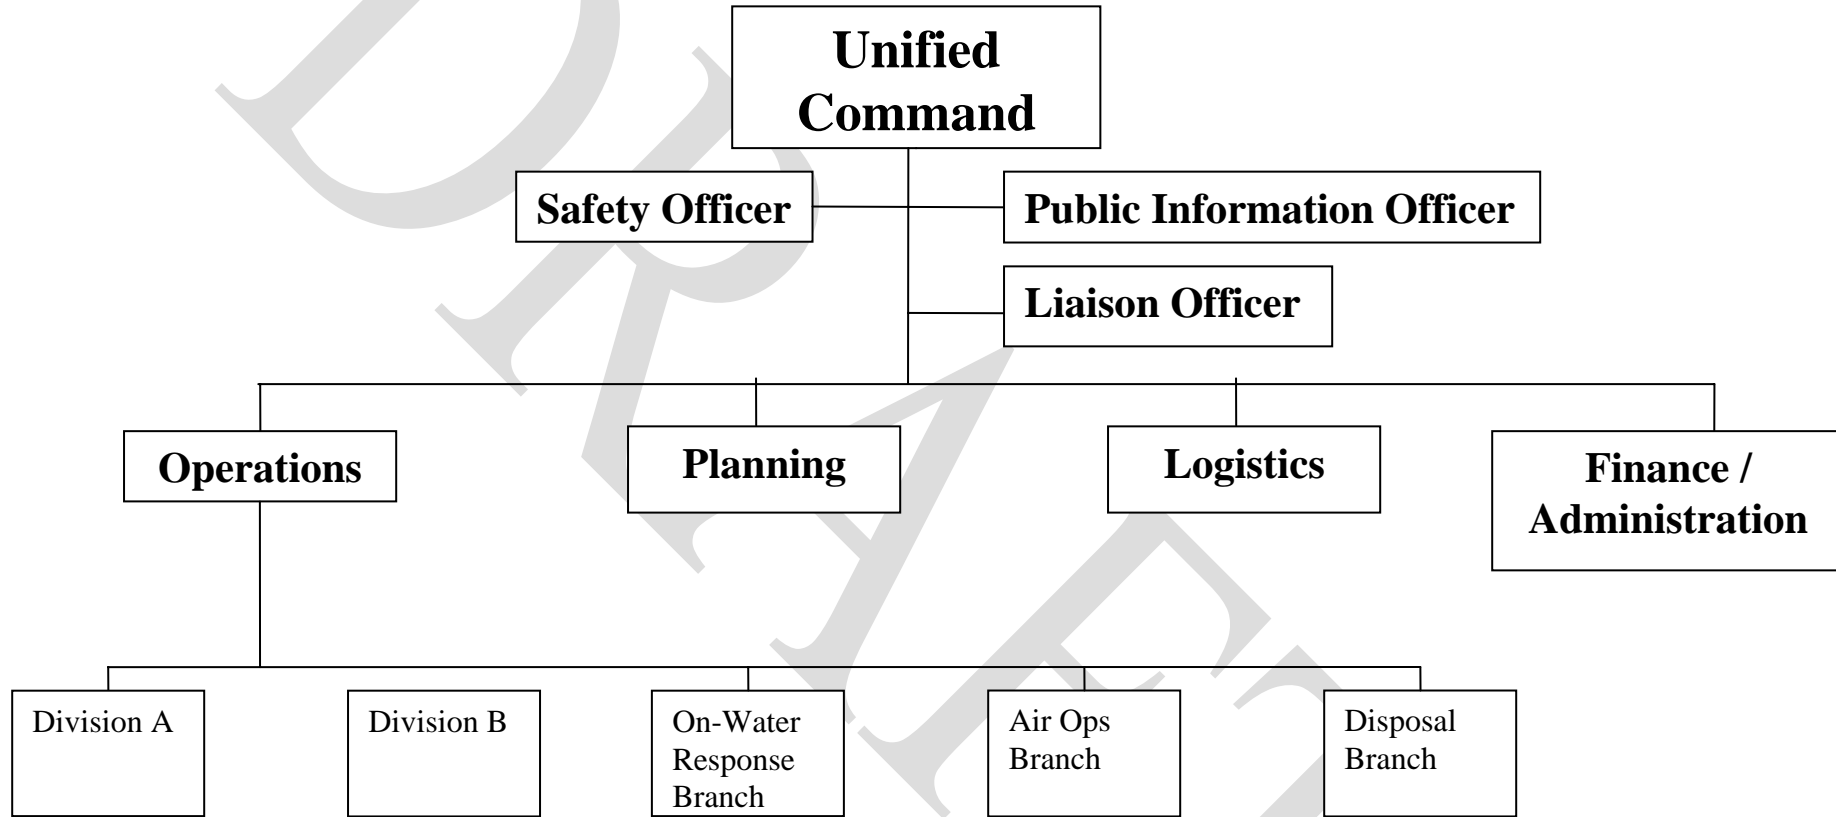 Unified
Command
Safety Officer
Public Information Officer
Liaison Officer
Operations
Planning
Logistics
Finance /
Administration
Division A
Division B
On-Water
Response
Branch
Air Ops
Branch
Disposal
Branch
DRAFT